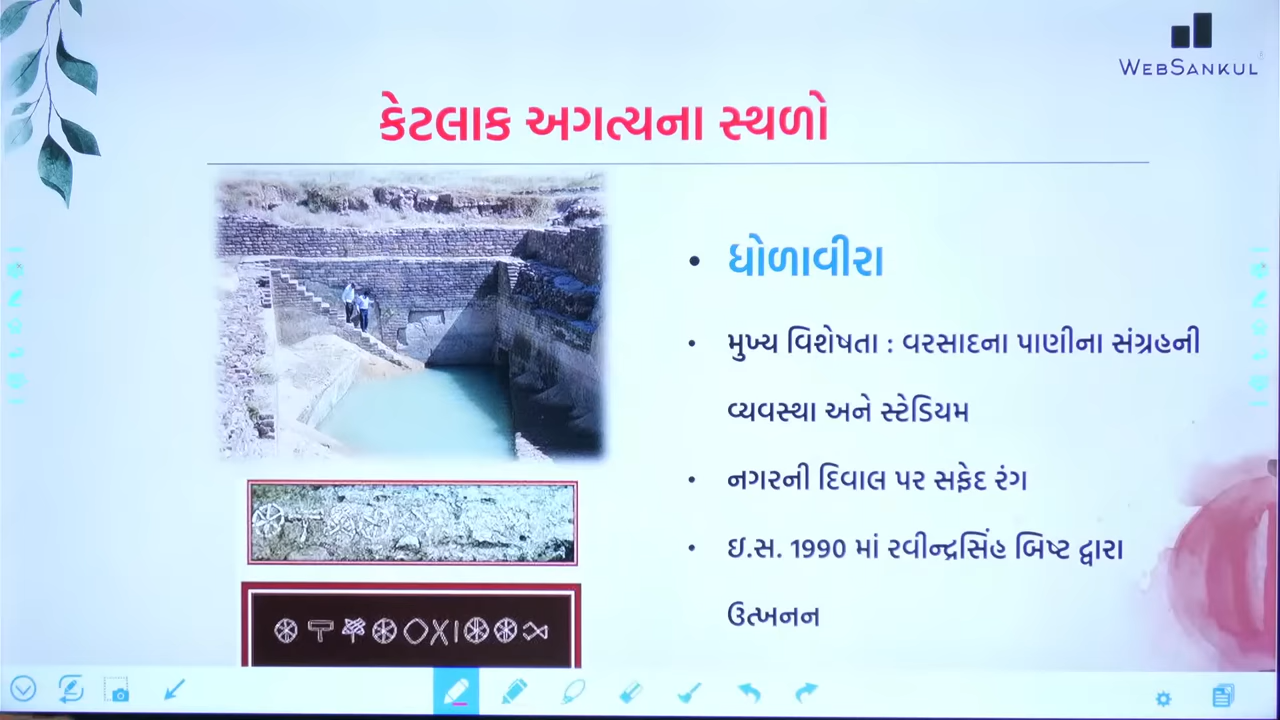 WEBSANKUL
કેટલાક અગત્યના સ્થળો
• ધોળાવીરા
• મુખ્ય વિશેષતા : વરસાદના પાણીના સંગ્રહની
વ્યવસ્થા અને સ્ટેડિયમ
• નગરની દિવાલ પર સફેદ રંગ
• ઇ.સ. 1990 માં રવીન્દ્રસિંહ બિષ્ટ દ્વારા
ઉત્ખનન